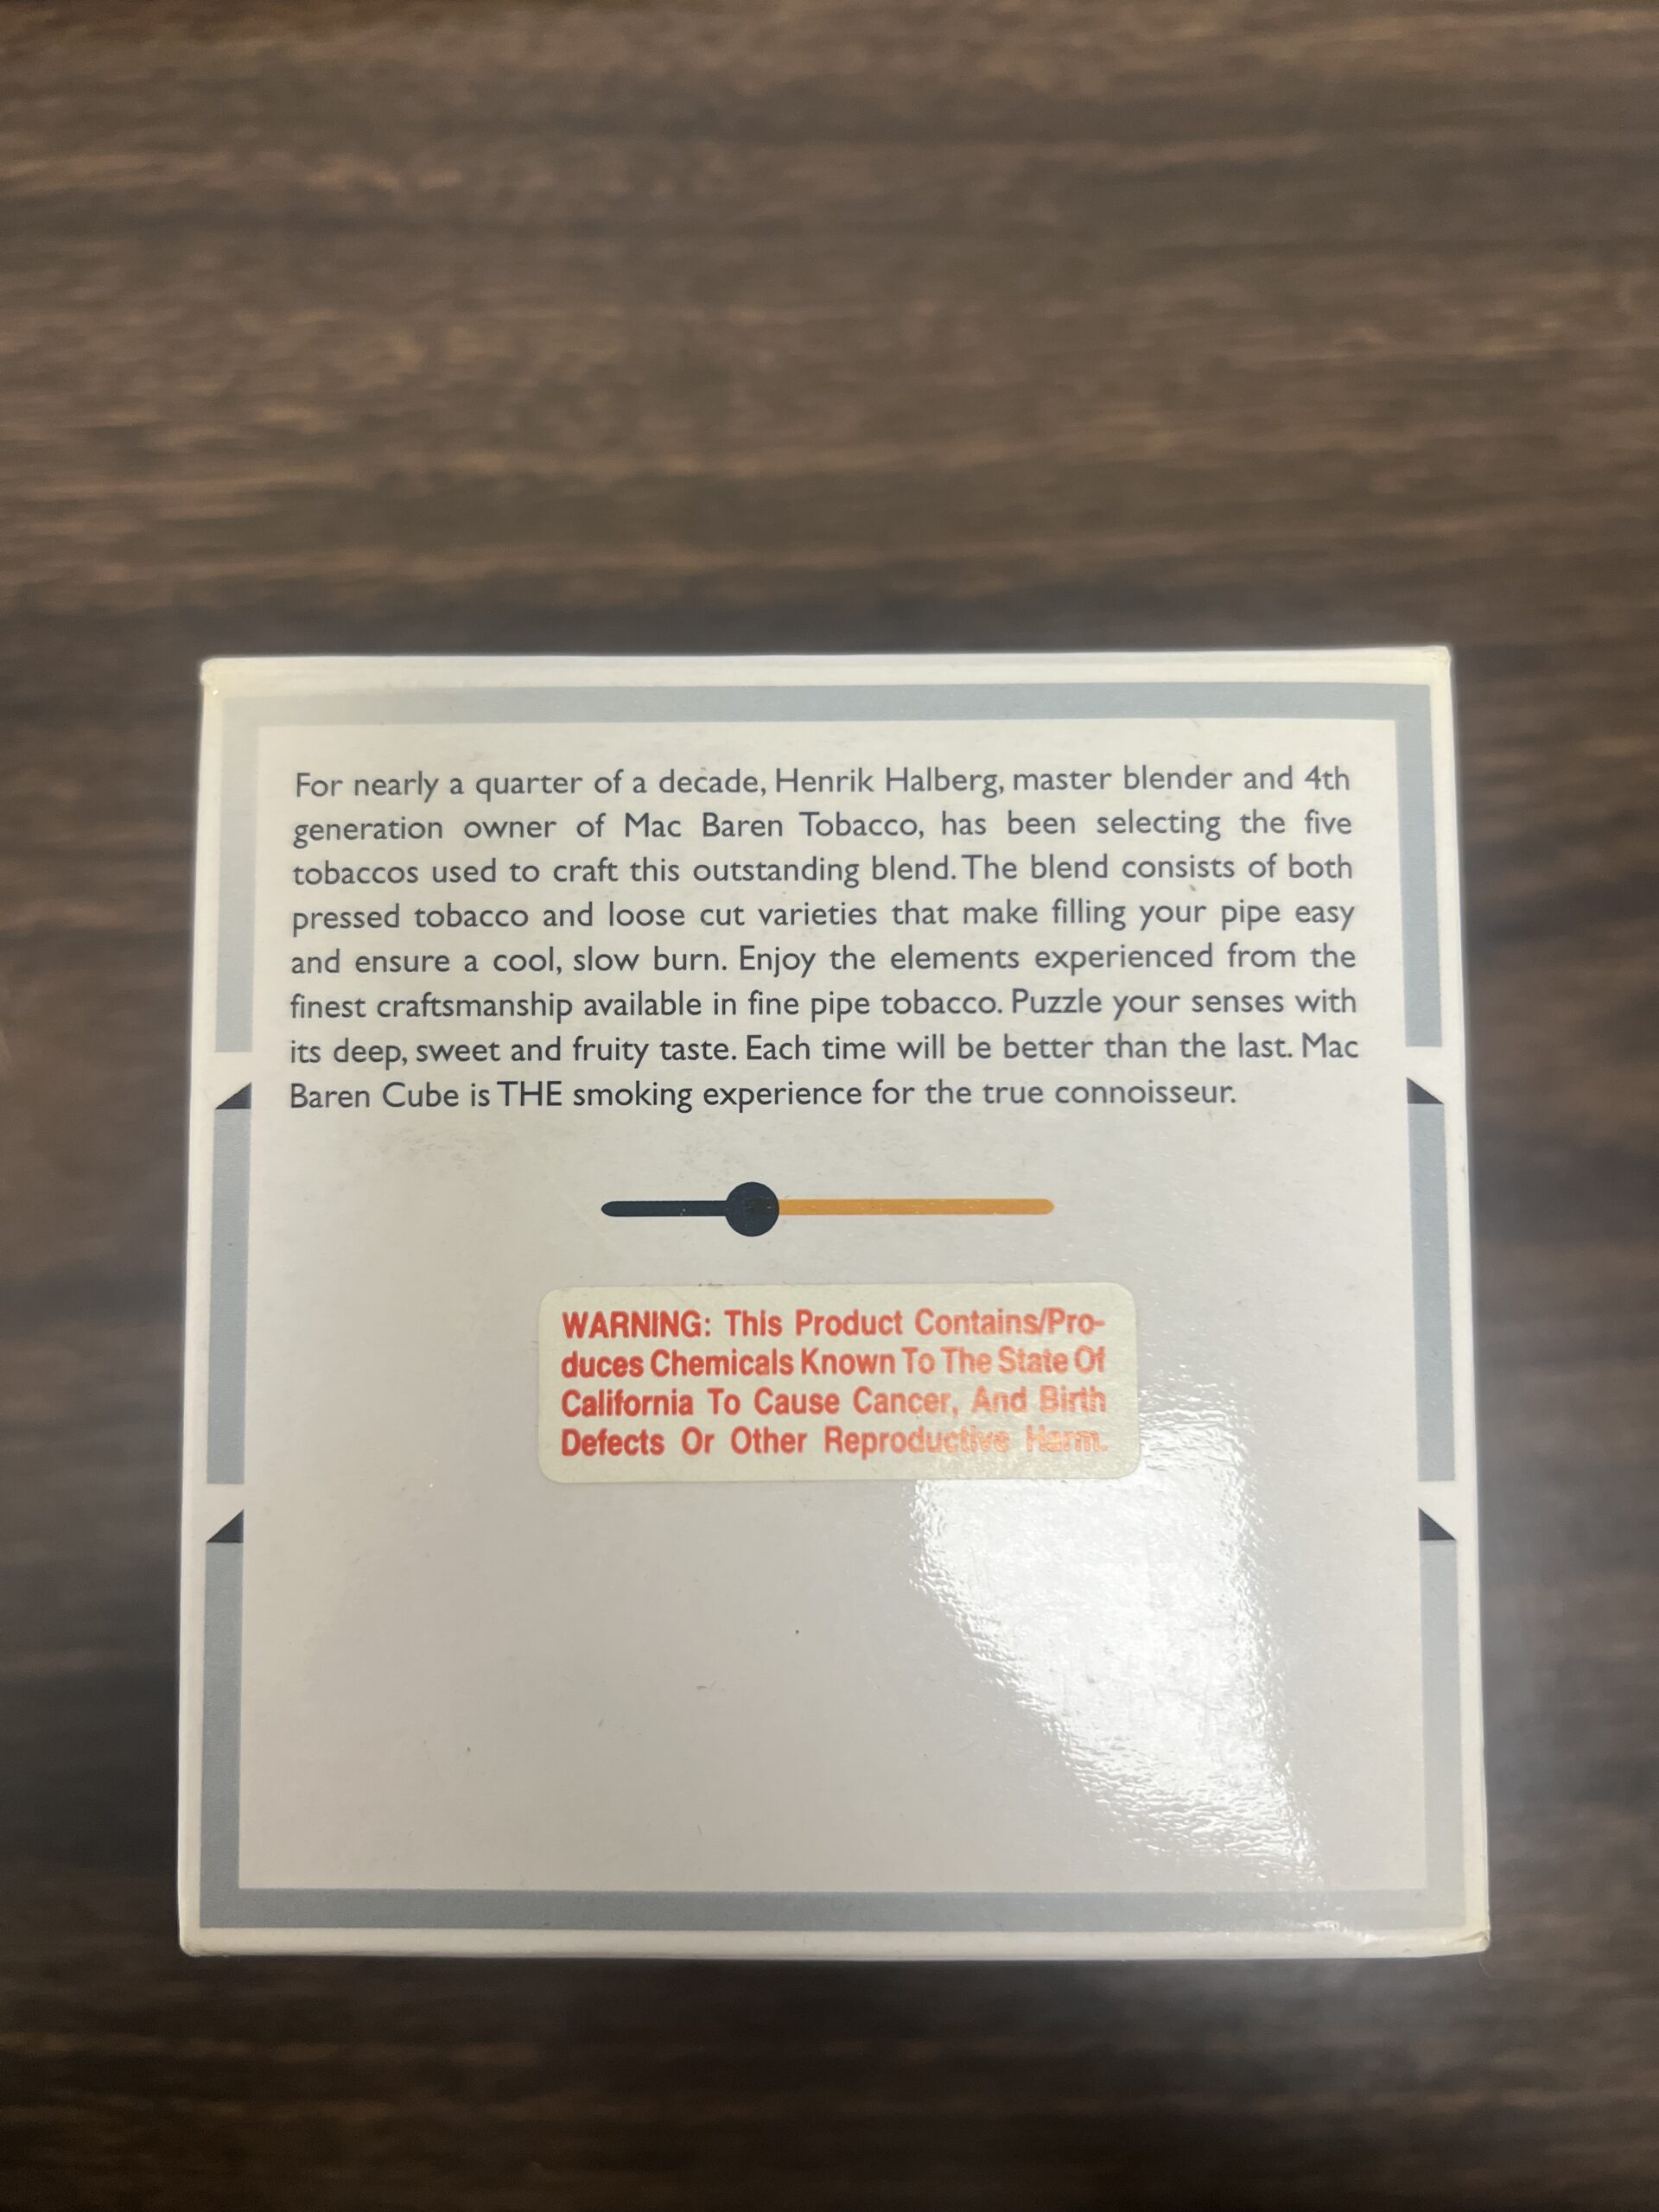 For nearly a quarter of a decade, Henrik Halberg, master blender and 4th
generation owner of Mac Baren Tobacco, has been selecting the five
tobaccos used to craft this outstanding blend. The blend consists of both
pressed tobacco and loose cut varieties that make filling your pipe easy
and ensure a cool, slow burn. Enjoy the elements experienced from the
finest craftsmanship available in fine pipe tobacco. Puzzle your senses with
its deep, sweet and fruity taste. Each time will be better than the last. Mac
Baren Cube is THE smoking experience for the true connoisseur.
WARNING: This Product Contains/Pro-
duces Chemicals Known To The State Of
California To Cause Cancer, And Birth
Defects Or Other Reproductive Harm.